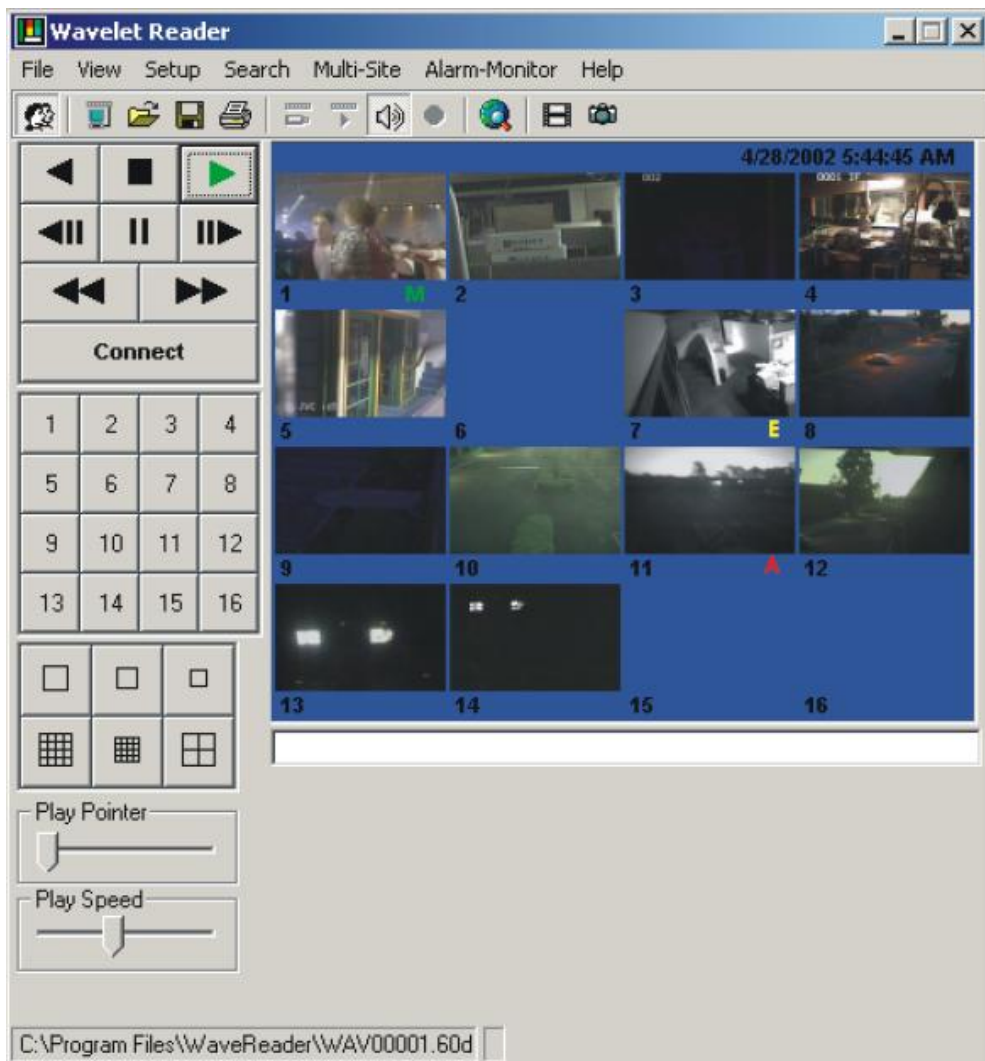 Wavelet Reader
File View Setup Search Multi-Site Alarm-Monitor Help
4/28/2002 5:44:45 AM
002
0001 IF
1 M 2 3 4
Connect
5 6 7 E 8
1 2 3 4
5 6 7 8
9 10 11 12
13 14 15 16
9 10 11 A 12
13 14 15 16
Play Pointer
Play Speed
C:\Program Files\WaveReader\WAV00001.60d